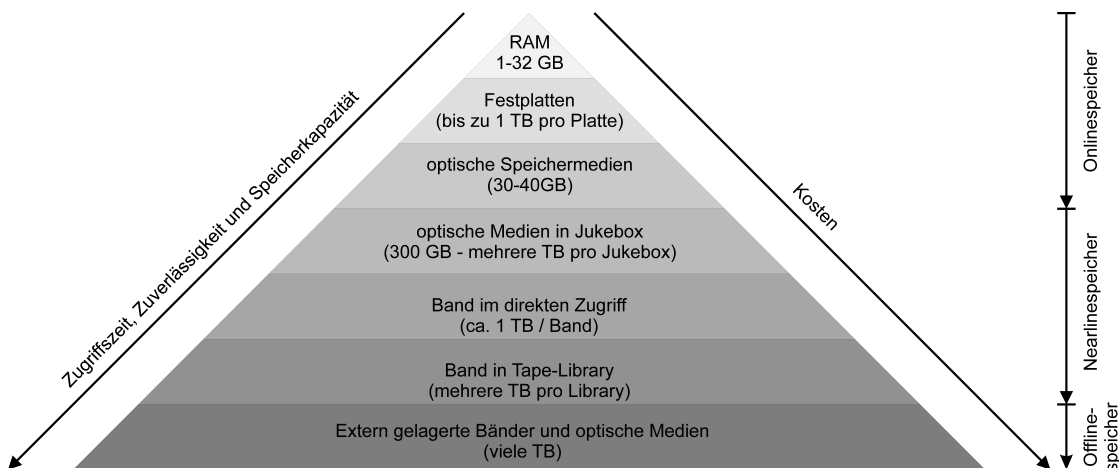 RAM
1-32 GB
Festplatten
(bis zu 1 TB pro Platte)
optische Speichermedien
(30-40GB)
optische Medien in Jukebox
(300 GB - mehrere TB pro Jukebox)
Band im direkten Zugriff
(ca. 1 TB / Band)
Band in Tape-Library
(mehrere TB pro Library)
Extern gelagerte Bänder und optische Medien
(viele TB)
Zugriffszeit, Zuverlässigkeit und Speicherkapazität
Kosten
Onlinespeicher
Nearlinespeicher
Offline-
speicher